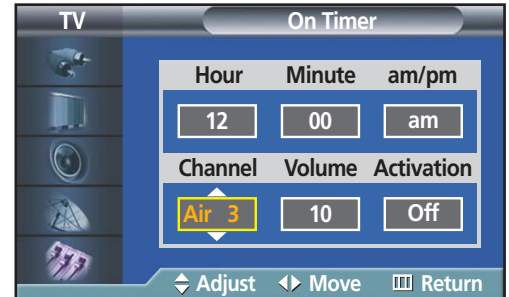 TV On Timer
Hour Minute am/pm
12 00 am
Channel Volume Activation
Air 3 10 Off
Adjust Move Return